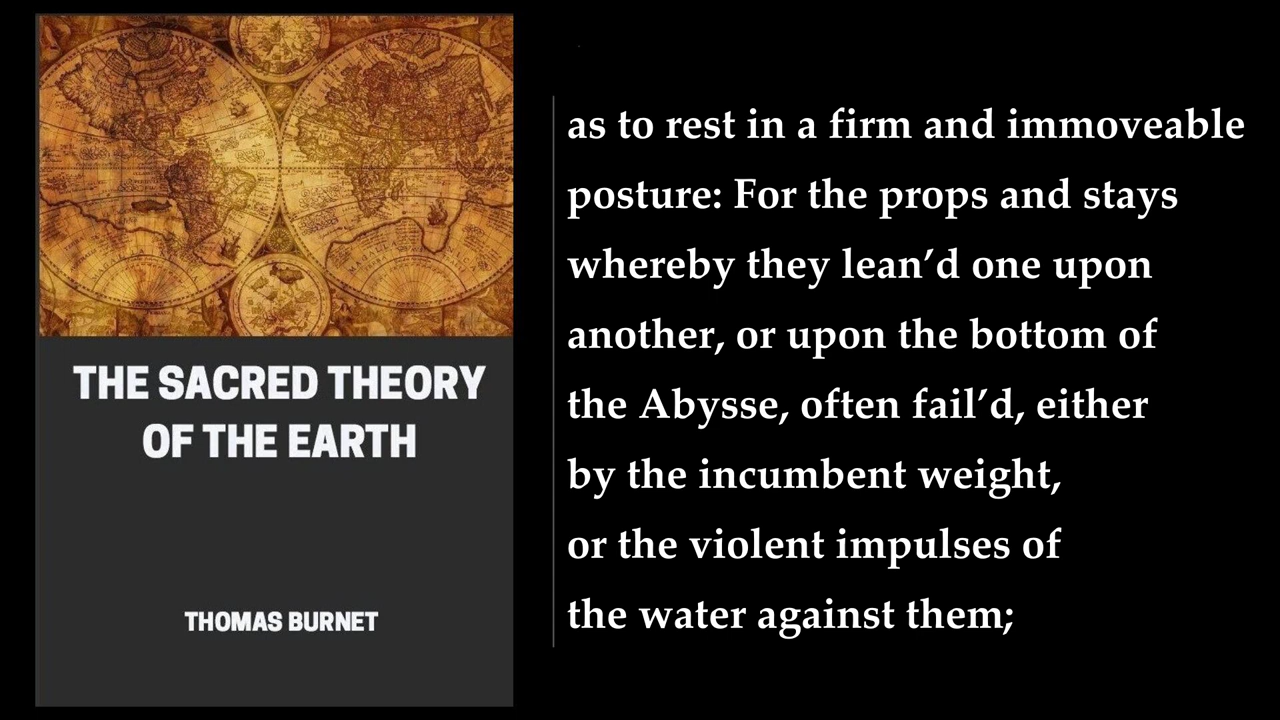 THE SACRED THEORY
OF THE EARTH
THOMAS BURNET
as to rest in a firm and immoveable
posture: For the props and stays
whereby they lean’d one upon
another, or upon the bottom of
the Abysse, often fail’d, either
by the incumbent weight,
or the violent impulses of
the water against them;